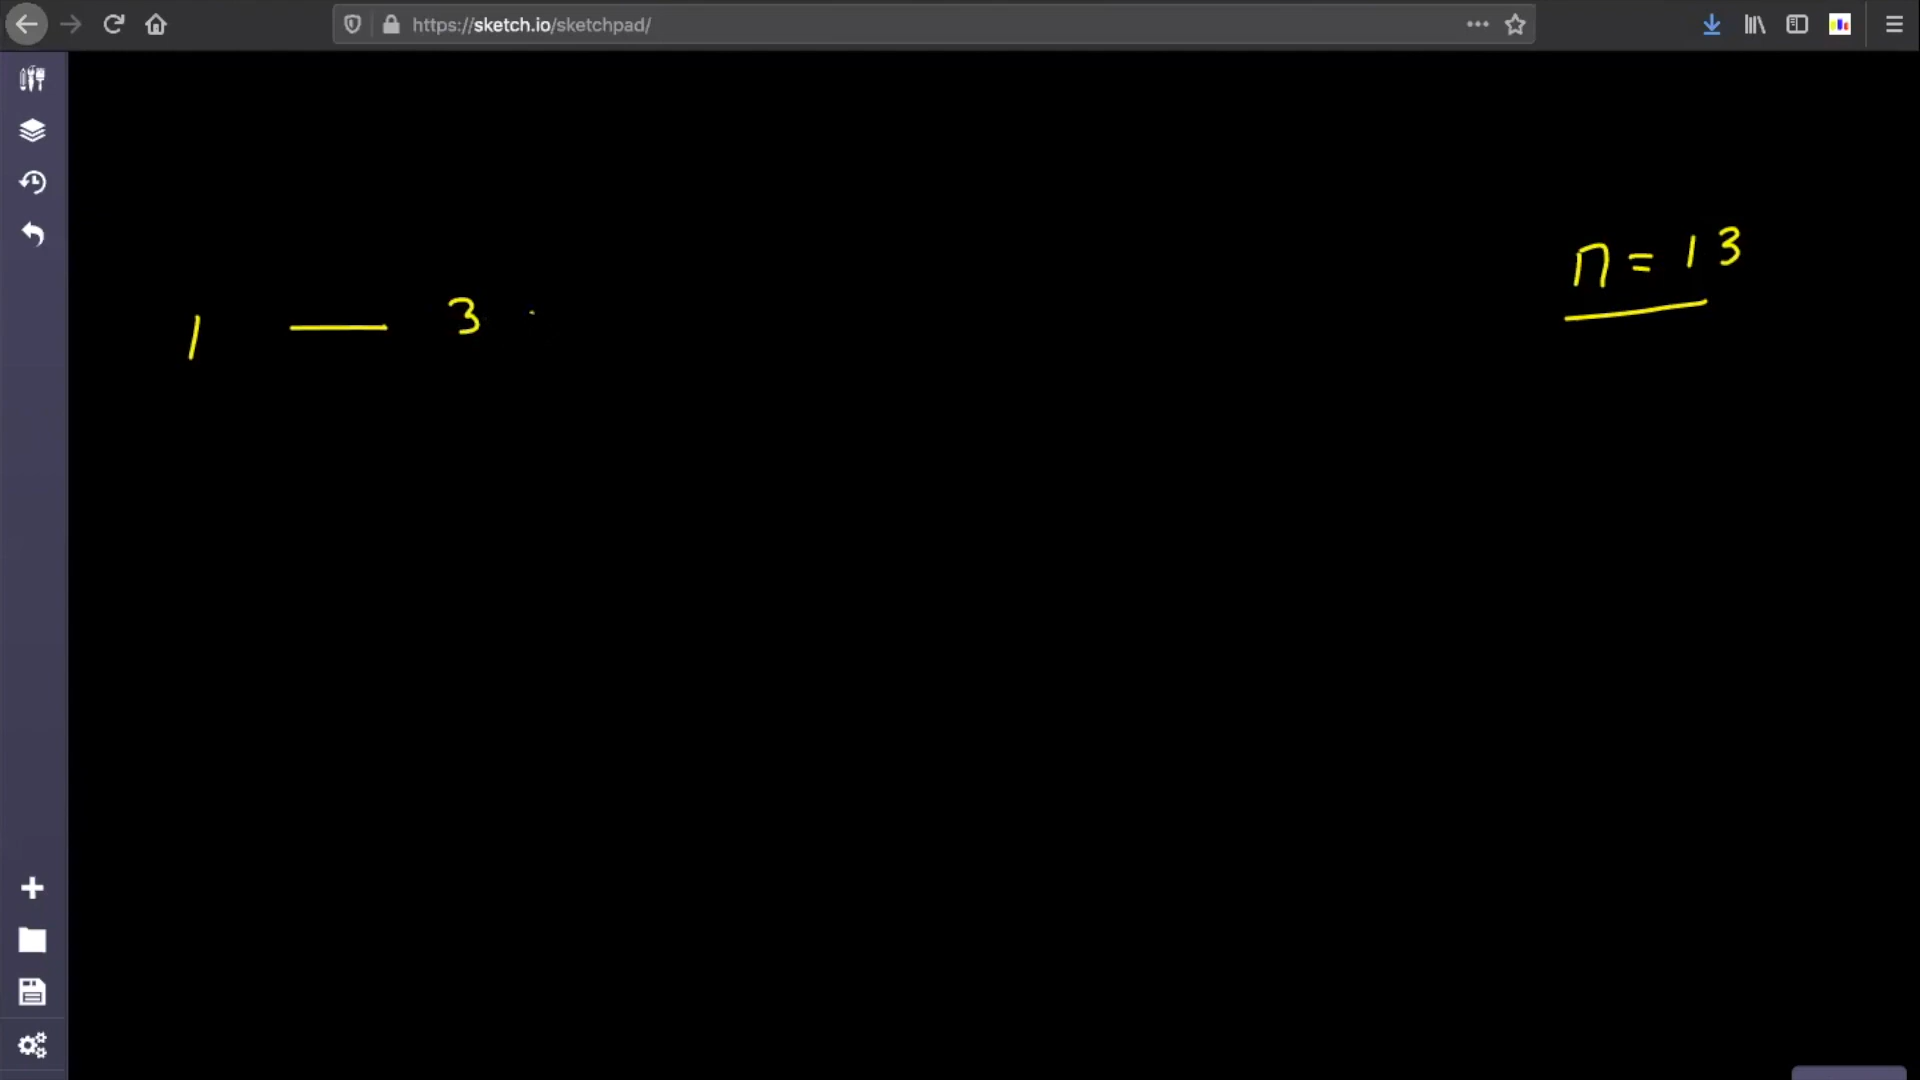 https://sketch.io/sketchpad/
n = 13
1 — 3